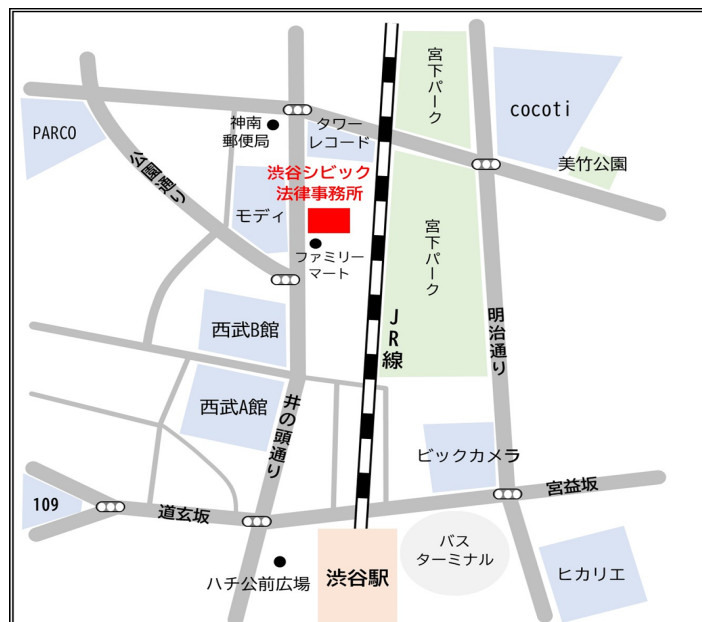 宮下パーク
cocoti
PARCO
神南
郵便局
タワー
レコード
美竹公園
公園通り
渋谷シビック
法律事務所
モディ
ファミリー
マート
宮下パーク
JR線
明治通り
西武B館
西武A館
井の頭通り
ビックカメラ
宮益坂
109
道玄坂
バス
ターミナル
ハチ公前広場
渋谷駅
ヒカリエ